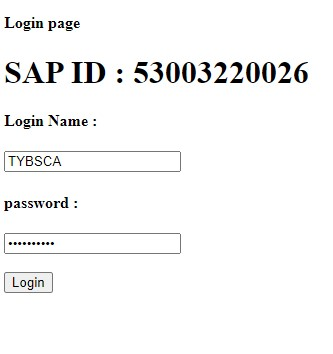 Login page
SAP ID : 53003220026
Login Name :
TYBSCA
password :
••••••••••
Login